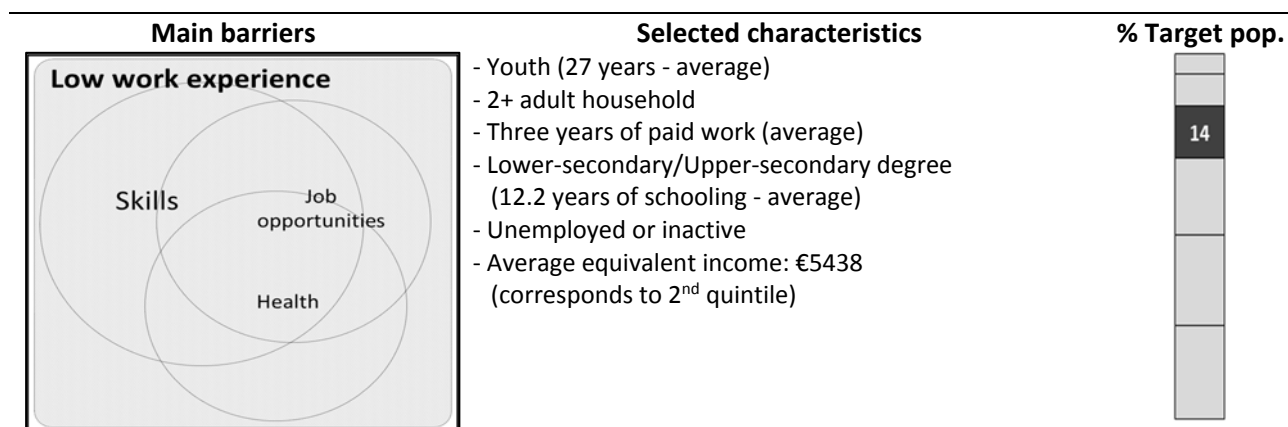 Main barriers
Selected characteristics
% Target pop.
Low work experience
Skills
Job
opportunities
Health
- Youth (27 years - average)
- 2+ adult household
- Three years of paid work (average)
- Lower-secondary/Upper-secondary degree
(12.2 years of schooling - average)
- Unemployed or inactive
- Average equivalent income: €5438
(corresponds to 2nd quintile)
14